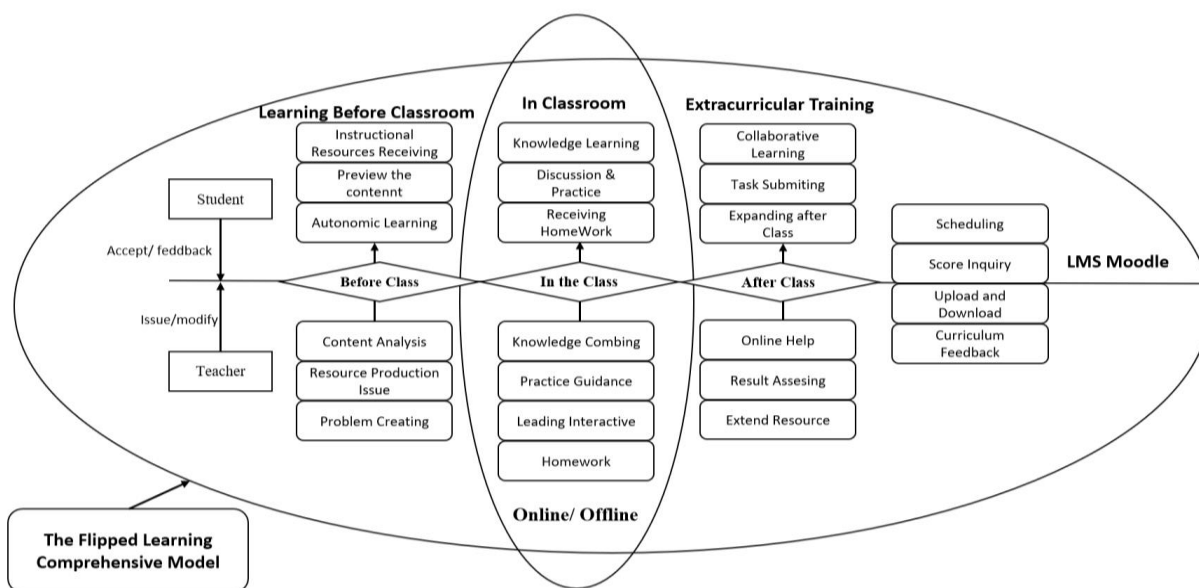 Learning Before Classroom
In Classroom
Extracurricular Training
Instructional
Resources Receiving
Preview the
contennt
Autonomic Learning
Knowledge Learning
Discussion &
Practice
Receiving
HomeWork
Collaborative
Learning
Task Submiting
Expanding after
Class
Student
Accept/ feddback
Issue/modify
Teacher
Before Class
In the Class
After Class
Scheduling
Score Inquiry
Upload and
Download
Curriculum
Feedback
LMS Moodle
Content Analysis
Resource Production
Issue
Problem Creating
Knowledge Combing
Practice Guidance
Leading Interactive
Homework
Online Help
Result Assesing
Extend Resource
Online/ Offline
The Flipped Learning
Comprehensive Model